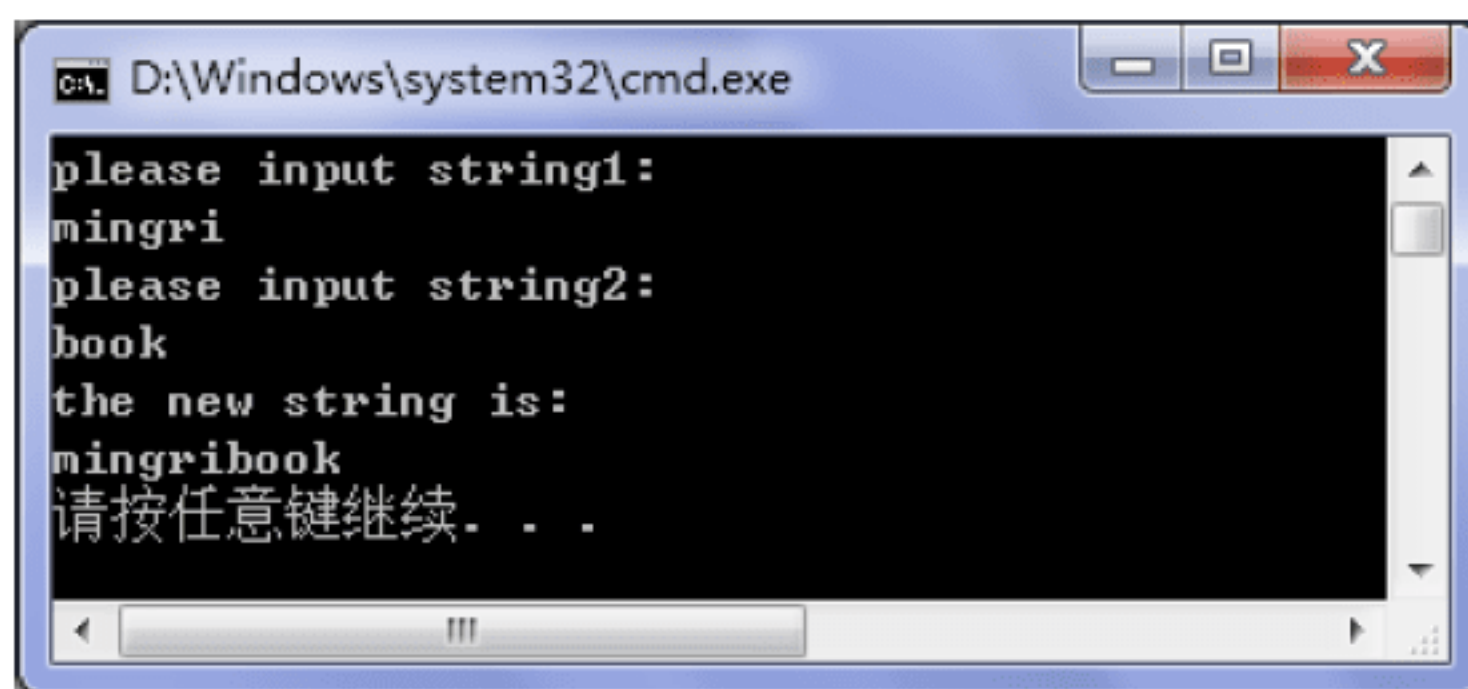 D:\Windows\system32\cmd.exe
please input string1:
mingri
please input string2:
book
the new string is:
mingribook
请按任意键继续. . .